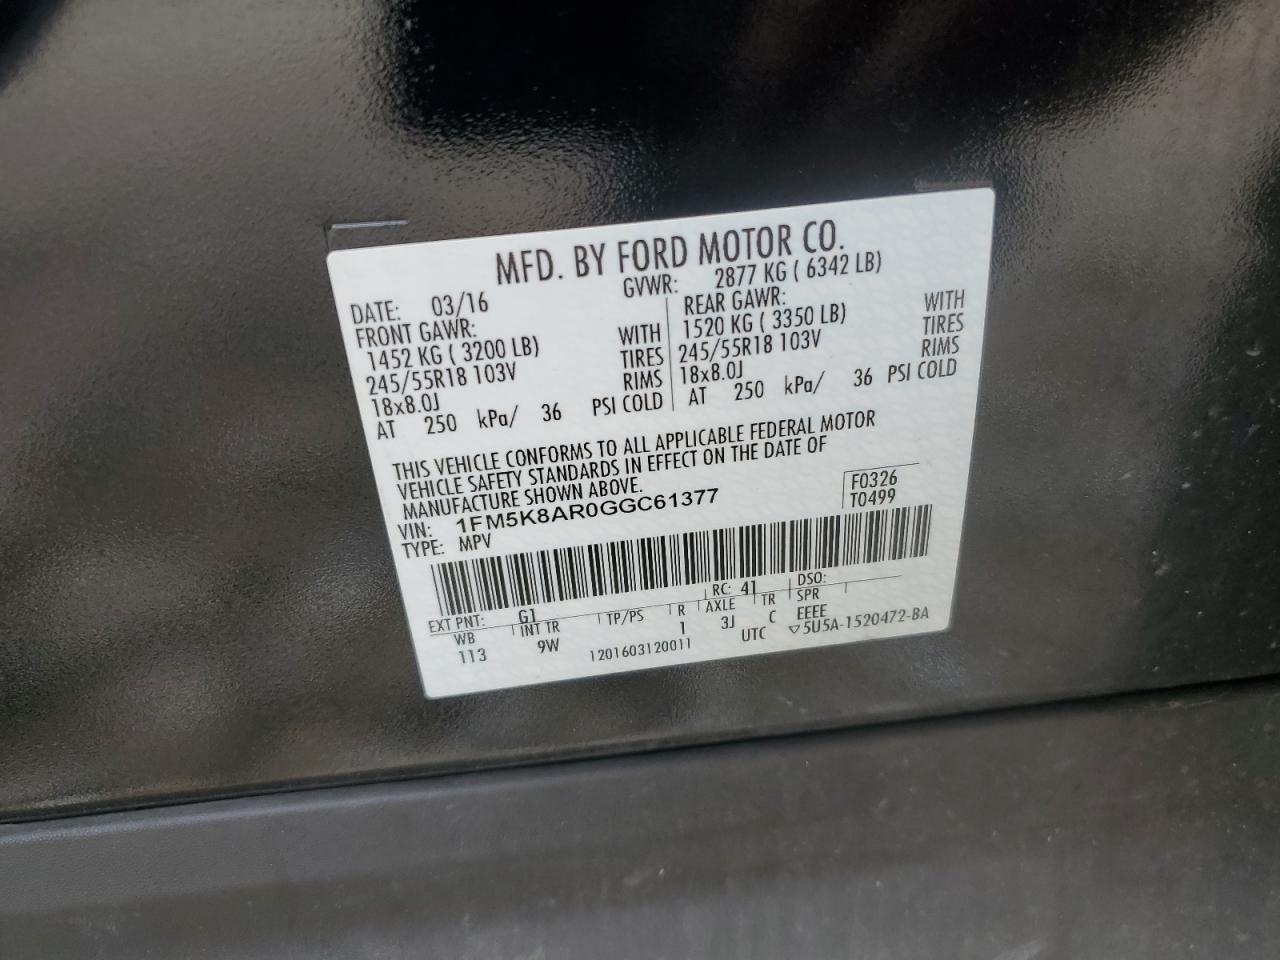 MFD. BY FORD MOTOR CO.
DATE: 03/16 GVWR: 2877 KG ( 6342 LB)
FRONT GAWR: REAR GAWR:
1452 KG ( 3200 LB) WITH 1520 KG ( 3350 LB) WITH
245/55R18 103V TIRES 245/55R18 103V TIRES
18x8.0J RIMS 18x8.0J RIMS
AT 250 kPa/ 36 PSI COLD AT 250 kPa/ 36 PSI COLD
THIS VEHICLE CONFORMS TO ALL APPLICABLE FEDERAL MOTOR
VEHICLE SAFETY STANDARDS IN EFFECT ON THE DATE OF
MANUFACTURE SHOWN ABOVE.
VIN: 1FM5K8AR0GGC61377 F0326
TYPE: MPV T0499
EXT PNT: G1 RC: 41 DSO:
WB INT TR TP/PS R AXLE TR SPR
113 9W 1 3J C EEEE
1201603120011 UTC ▽5U5A-1520472-BA